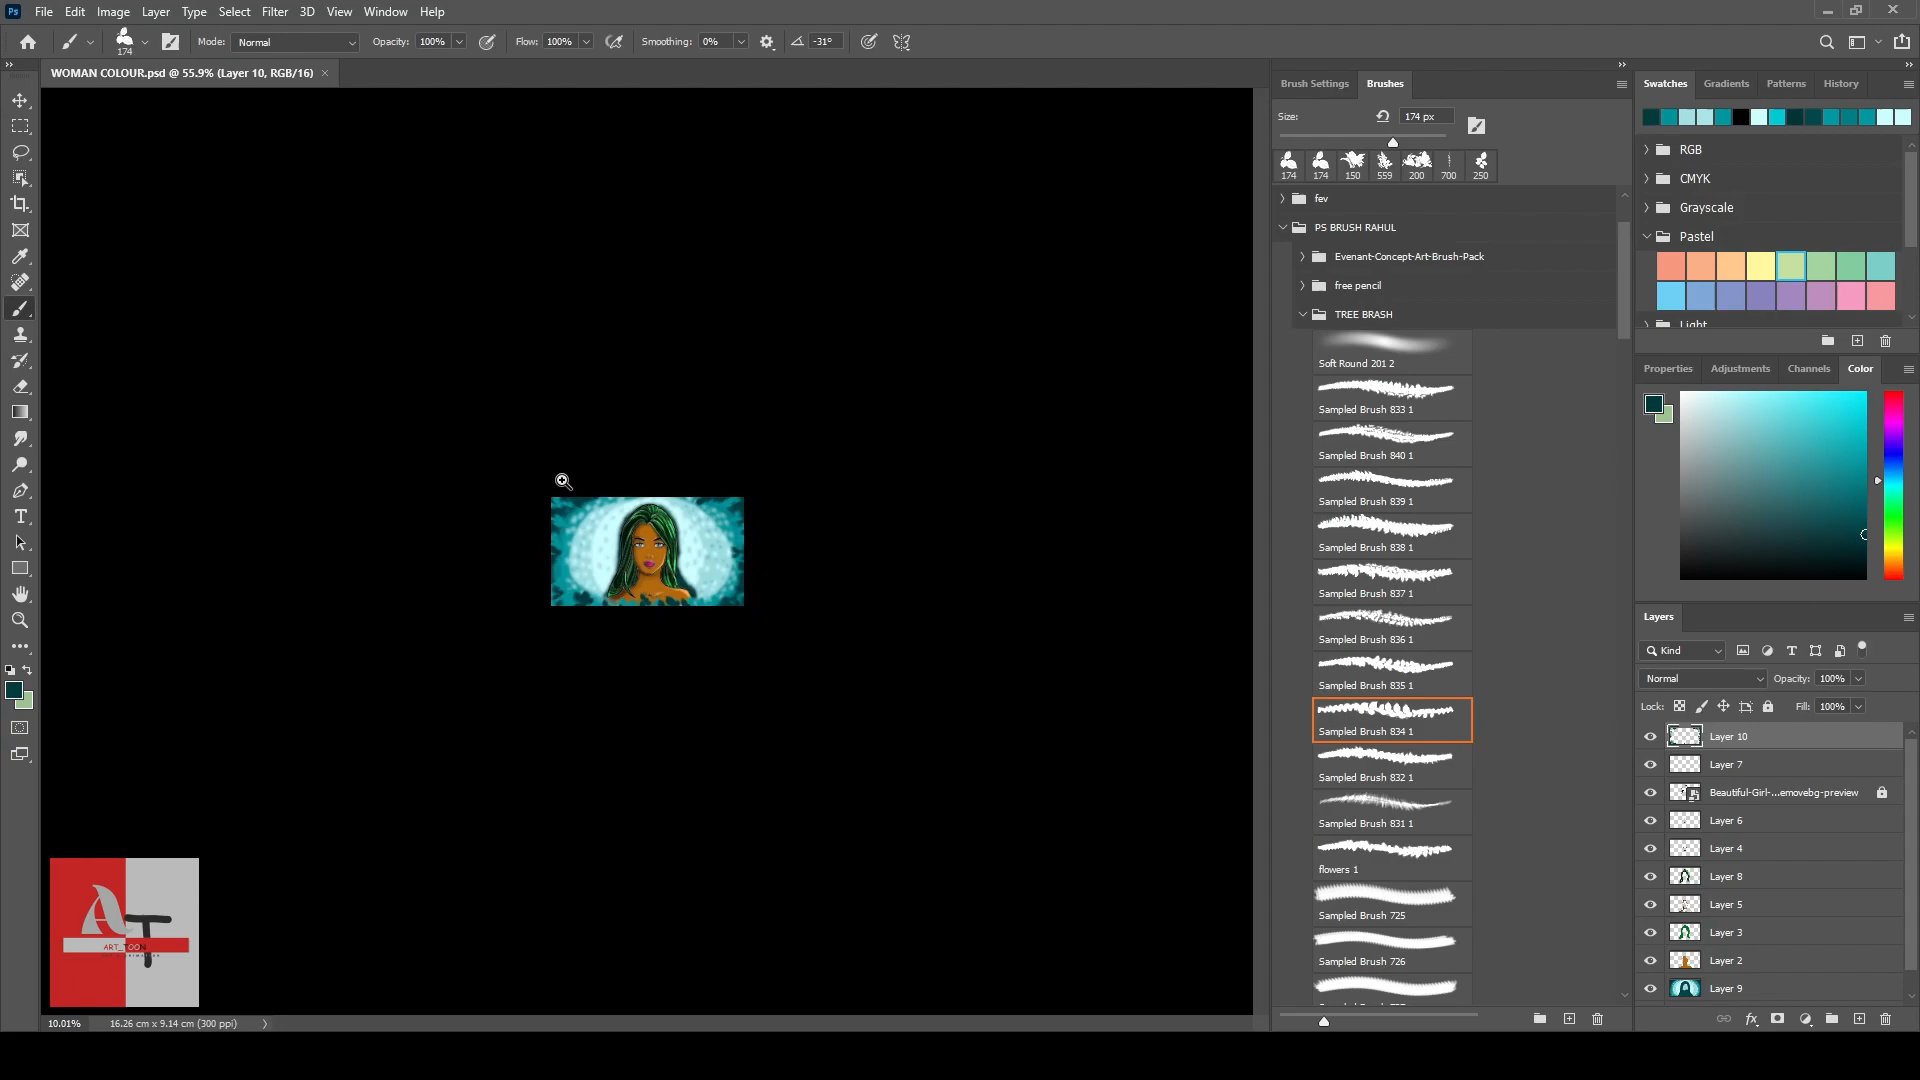 Ps File Edit Image Layer Type Select Filter 3D View Window Help
174 Mode: Normal Opacity: 100% Flow: 100% Smoothing: 0% -31°
WOMAN COLOUR.psd @ 55.9% (Layer 10, RGB/16) ×
Brush Settings Brushes
Size: 174 px
174 174 150 559 200 700 250
fev
PS BRUSH RAHUL
Evenant-Concept-Art-Brush-Pack
free pencil
TREE BRASH
Soft Round 201 2
Sampled Brush 833 1
Sampled Brush 840 1
Sampled Brush 839 1
Sampled Brush 838 1
Sampled Brush 837 1
Sampled Brush 836 1
Sampled Brush 835 1
Sampled Brush 834 1
Sampled Brush 832 1
Sampled Brush 831 1
flowers 1
Sampled Brush 725
Sampled Brush 726
Swatches Gradients Patterns History
RGB
CMYK
Grayscale
Pastel
Light
Properties Adjustments Channels Color
Layers
Kind
Normal Opacity: 100%
Lock: Fill: 100%
Layer 10
Layer 7
Beautiful-Girl-...emovebg-preview
Layer 6
Layer 4
Layer 8
Layer 5
Layer 3
Layer 2
Layer 9
fx
AT
ART_TOON
10.01% 16.26 cm x 9.14 cm (300 ppi)